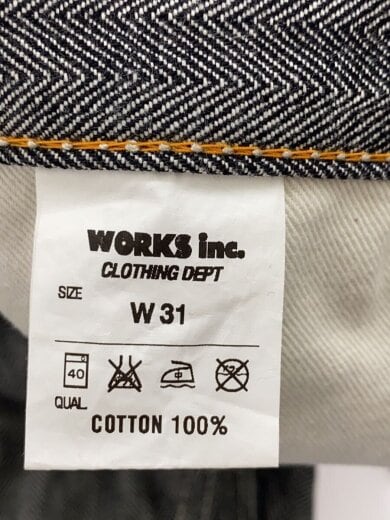 WORKS inc.
CLOTHING DEPT
SIZE
W 31
40
QUAL.
COTTON 100%